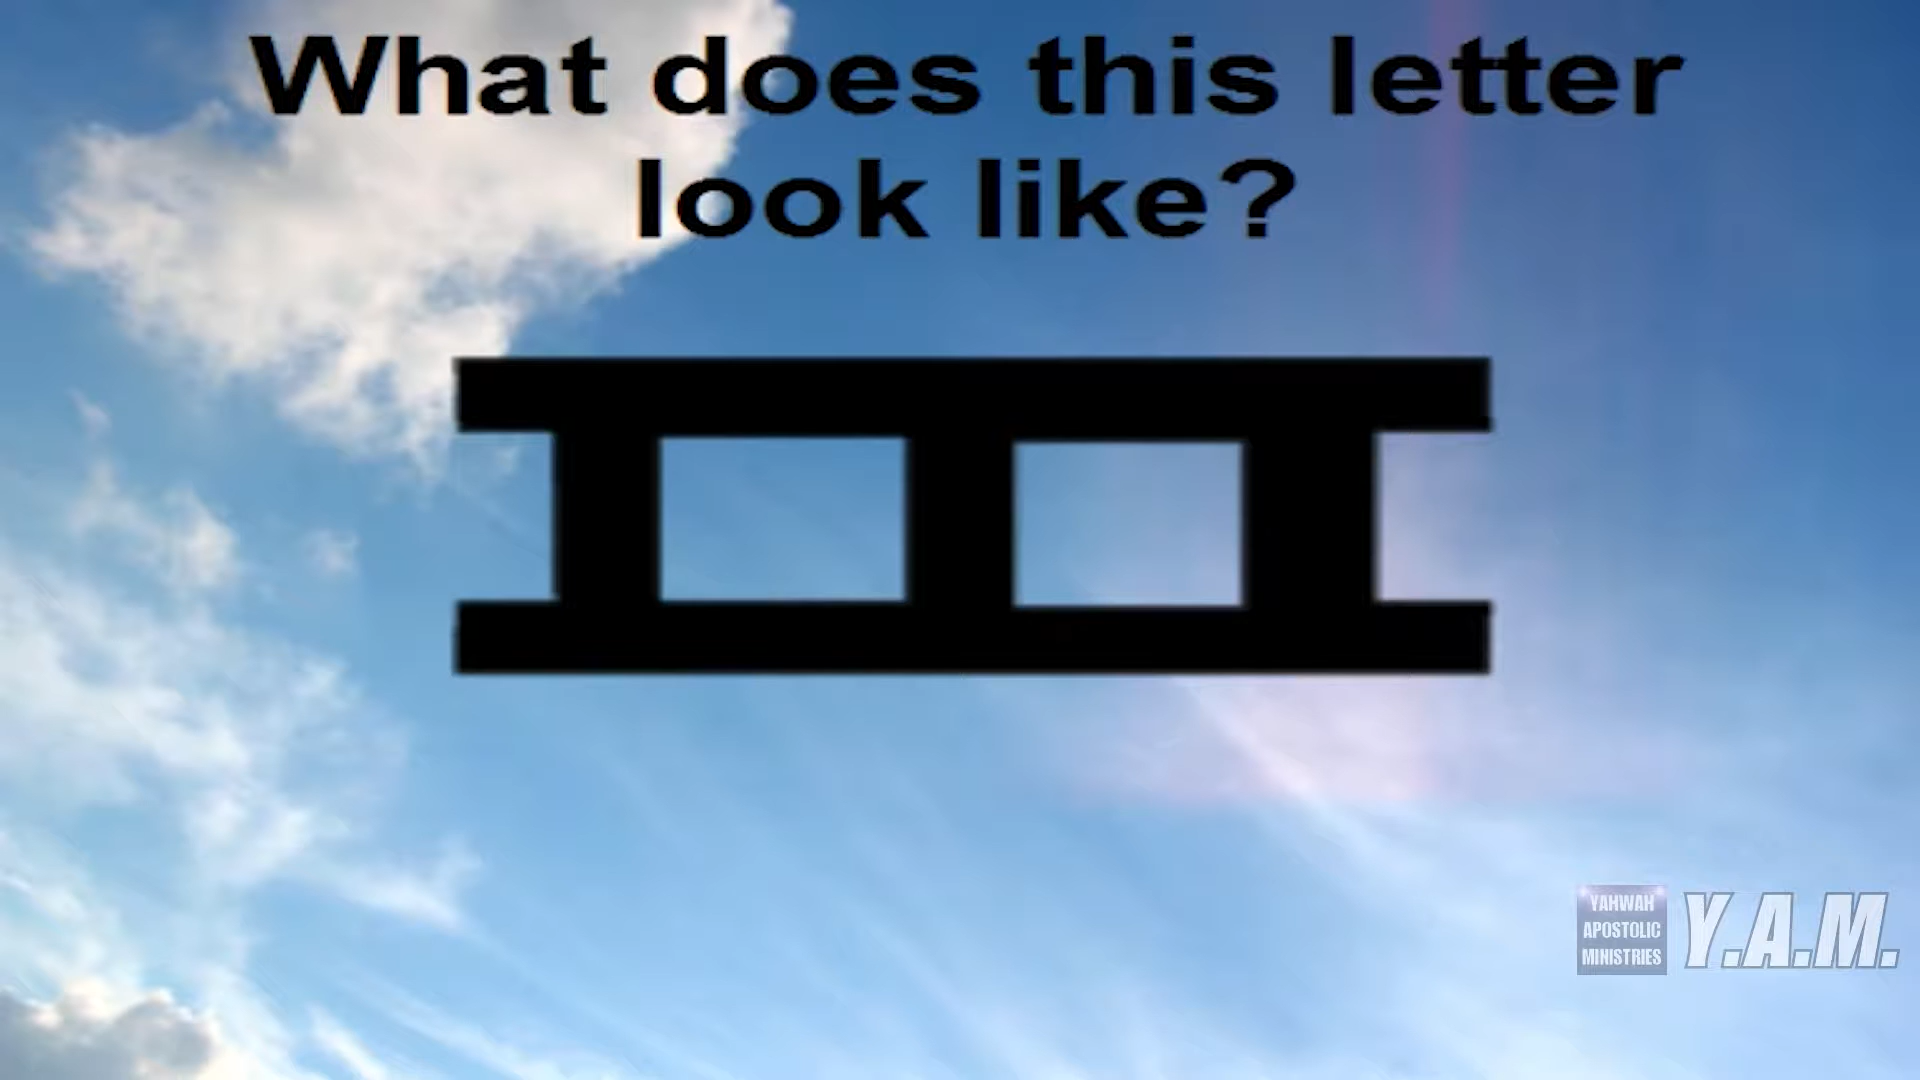 What does this letter
look like?
YAHWAH
APOSTOLIC
MINISTRIES
Y.A.M.